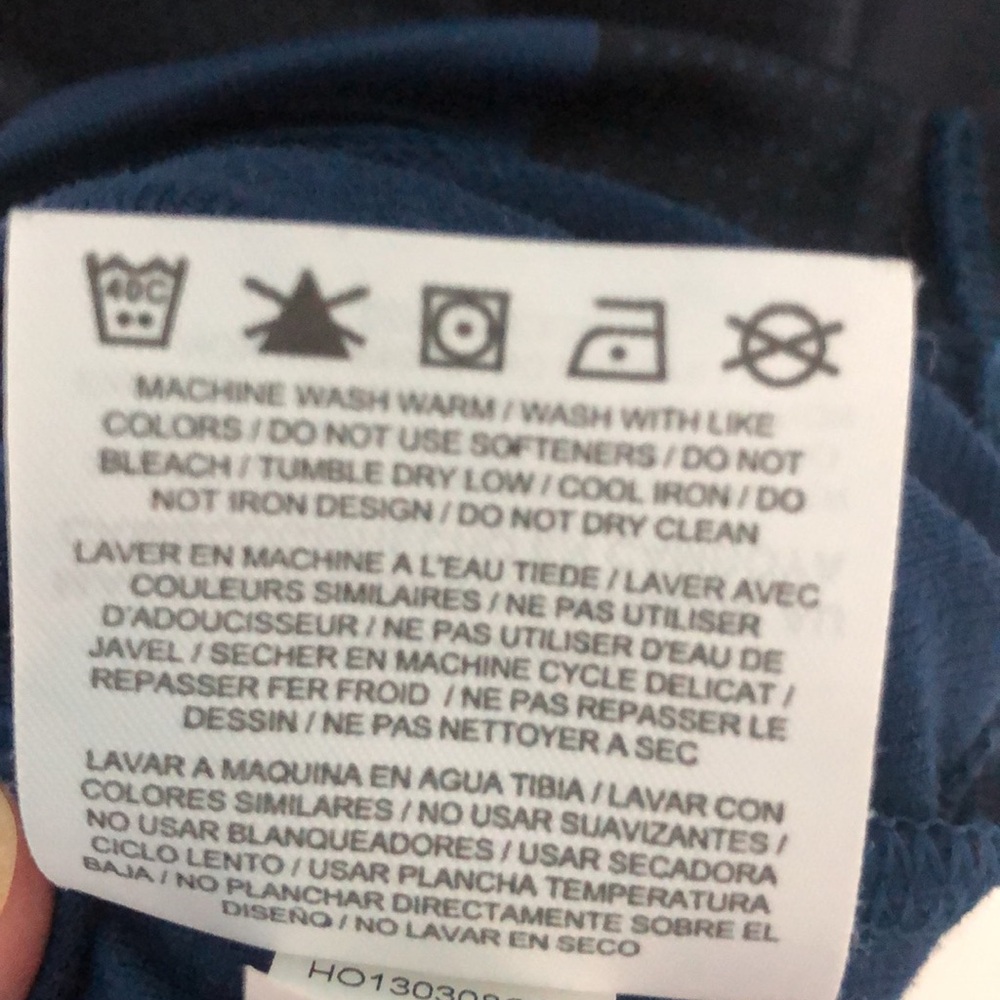 40C
MACHINE WASH WARM / WASH WITH LIKE
COLORS / DO NOT USE SOFTENERS / DO NOT
BLEACH / TUMBLE DRY LOW / COOL IRON / DO
NOT IRON DESIGN / DO NOT DRY CLEAN
LAVER EN MACHINE A L'EAU TIEDE / LAVER AVEC
COULEURS SIMILAIRES / NE PAS UTILISER
D'ADOUCISSEUR / NE PAS UTILISER D'EAU DE
JAVEL / SECHER EN MACHINE CYCLE DELICAT /
REPASSER FER FROID / NE PAS REPASSER LE
DESSIN / NE PAS NETTOYER A SEC
LAVAR A MAQUINA EN AGUA TIBIA / LAVAR CON
COLORES SIMILARES / NO USAR SUAVIZANTES /
NO USAR BLANQUEADORES / USAR SECADORA
CICLO LENTO / USAR PLANCHA TEMPERATURA
BAJA / NO PLANCHAR DIRECTAMENTE SOBRE EL
DISEÑO / NO LAVAR EN SECO